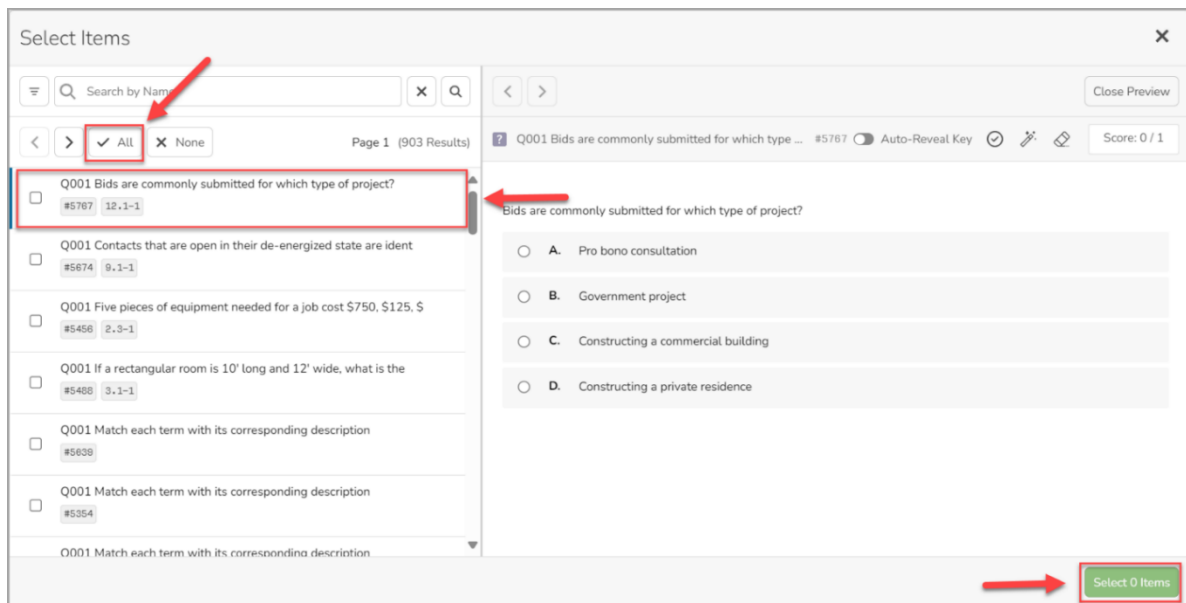 Select Items
Search by Name
Close Preview
All
None
Page 1 (903 Results)
Q001 Bids are commonly submitted for which type ...
#5767
Auto-Reveal Key
Score: 0 / 1
Q001 Bids are commonly submitted for which type of project?
#5767 12.1-1
Q001 Contacts that are open in their de-energized state are ident
#5674 9.1-1
Q001 Five pieces of equipment needed for a job cost $750, $125, $
#5456 2.3-1
Q001 If a rectangular room is 10' long and 12' wide, what is the
#5488 3.1-1
Q001 Match each term with its corresponding description
#5639
Q001 Match each term with its corresponding description
#5354
Q001 Match each term with its corresponding description
Bids are commonly submitted for which type of project?
A. Pro bono consultation
B. Government project
C. Constructing a commercial building
D. Constructing a private residence
Select 0 Items